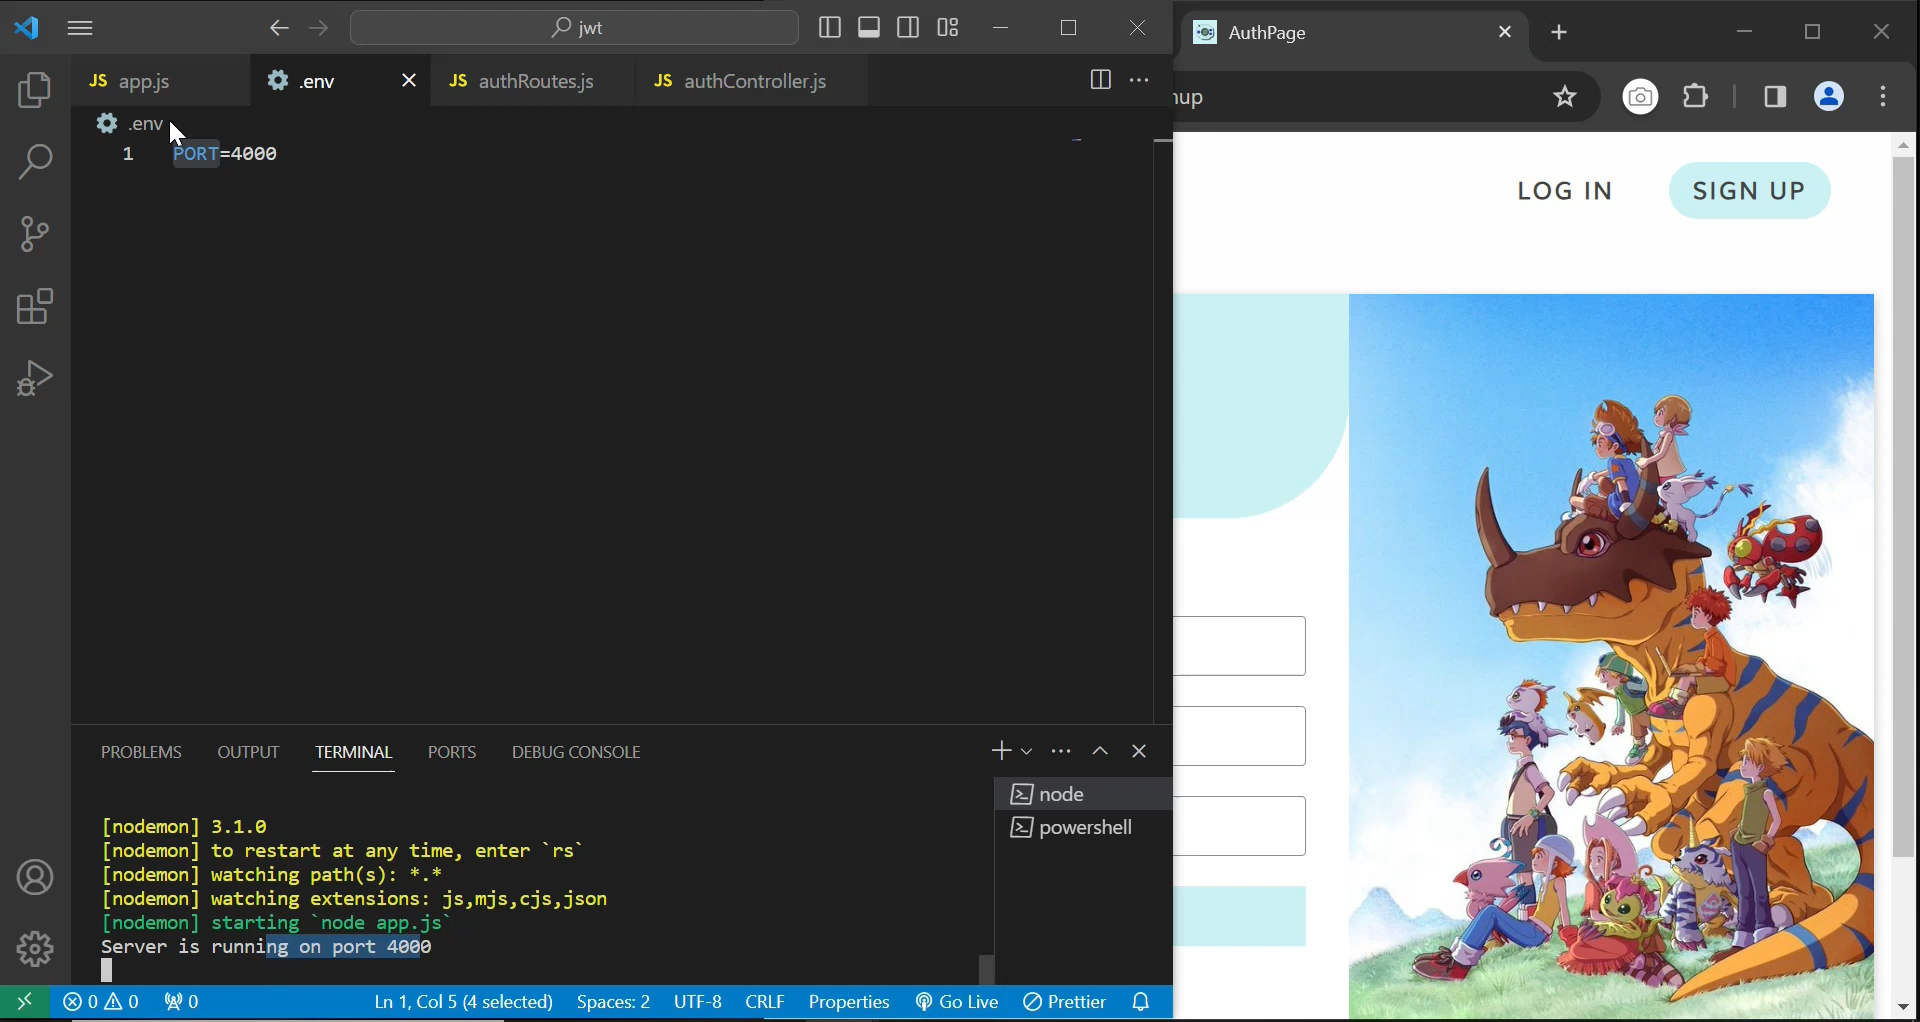 jwt
AuthPage
JS app.js
.env
JS authRoutes.js
JS authController.js
nup
.env
1 PORT=4000
LOG IN
SIGN UP
PROBLEMS
OUTPUT
TERMINAL
PORTS
DEBUG CONSOLE
node
powershell
[nodemon] 3.1.0
[nodemon] to restart at any time, enter `rs`
[nodemon] watching path(s): *.*
[nodemon] watching extensions: js,mjs,cjs,json
[nodemon] starting `node app.js`
Server is running on port 4000
0 0
0
Ln 1, Col 5 (4 selected)
Spaces: 2
UTF-8
CRLF
Properties
Go Live
Prettier